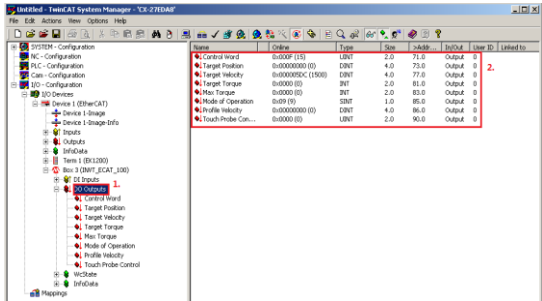 Untitled - TwinCAT System Manager - 'CX-27EDA8'
File Edit Actions View Options Help
SYSTEM - Configuration
NC - Configuration
PLC - Configuration
Cam - Configuration
I/O - Configuration
I/O Devices
Device 1 (EtherCAT)
Device 1-Image
Device 1-Image-Info
Inputs
Outputs
InfoData
Term 1 (EK1200)
Box 3 (INVT_ECAT_100)
DI Inputs
DO Outputs 1.
Control Word
Target Position
Target Velocity
Target Torque
Max Torque
Mode of Operation
Profile Velocity
Touch Probe Control
WcState
InfoData
Mappings
Name Online Type Size >Addr... In/Out User ID Linked to
Control Word 0x000F (15) UINT 2.0 71.0 Output 0
Target Position 0x00000000 (0) DINT 4.0 73.0 Output 0
2.
Target Velocity 0x000005DC (1500) DINT 4.0 77.0 Output 0
Target Torque 0x0000 (0) INT 2.0 81.0 Output 0
Max Torque 0x0000 (0) INT 2.0 83.0 Output 0
Mode of Operation 0x09 (9) SINT 1.0 85.0 Output 0
Profile Velocity 0x00000000 (0) DINT 4.0 86.0 Output 0
Touch Probe Con... 0x0000 (0) UINT 2.0 90.0 Output 0